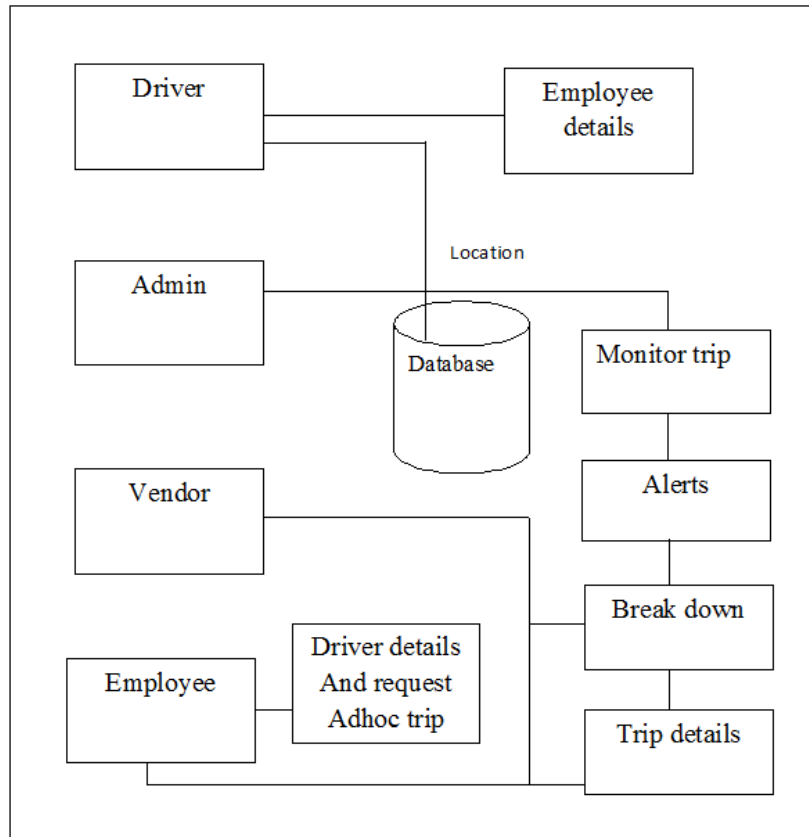 Driver
Employee
details
Location
Admin
Database
Monitor trip
Vendor
Alerts
Break down
Driver details
And request
Adhoc trip
Employee
Trip details